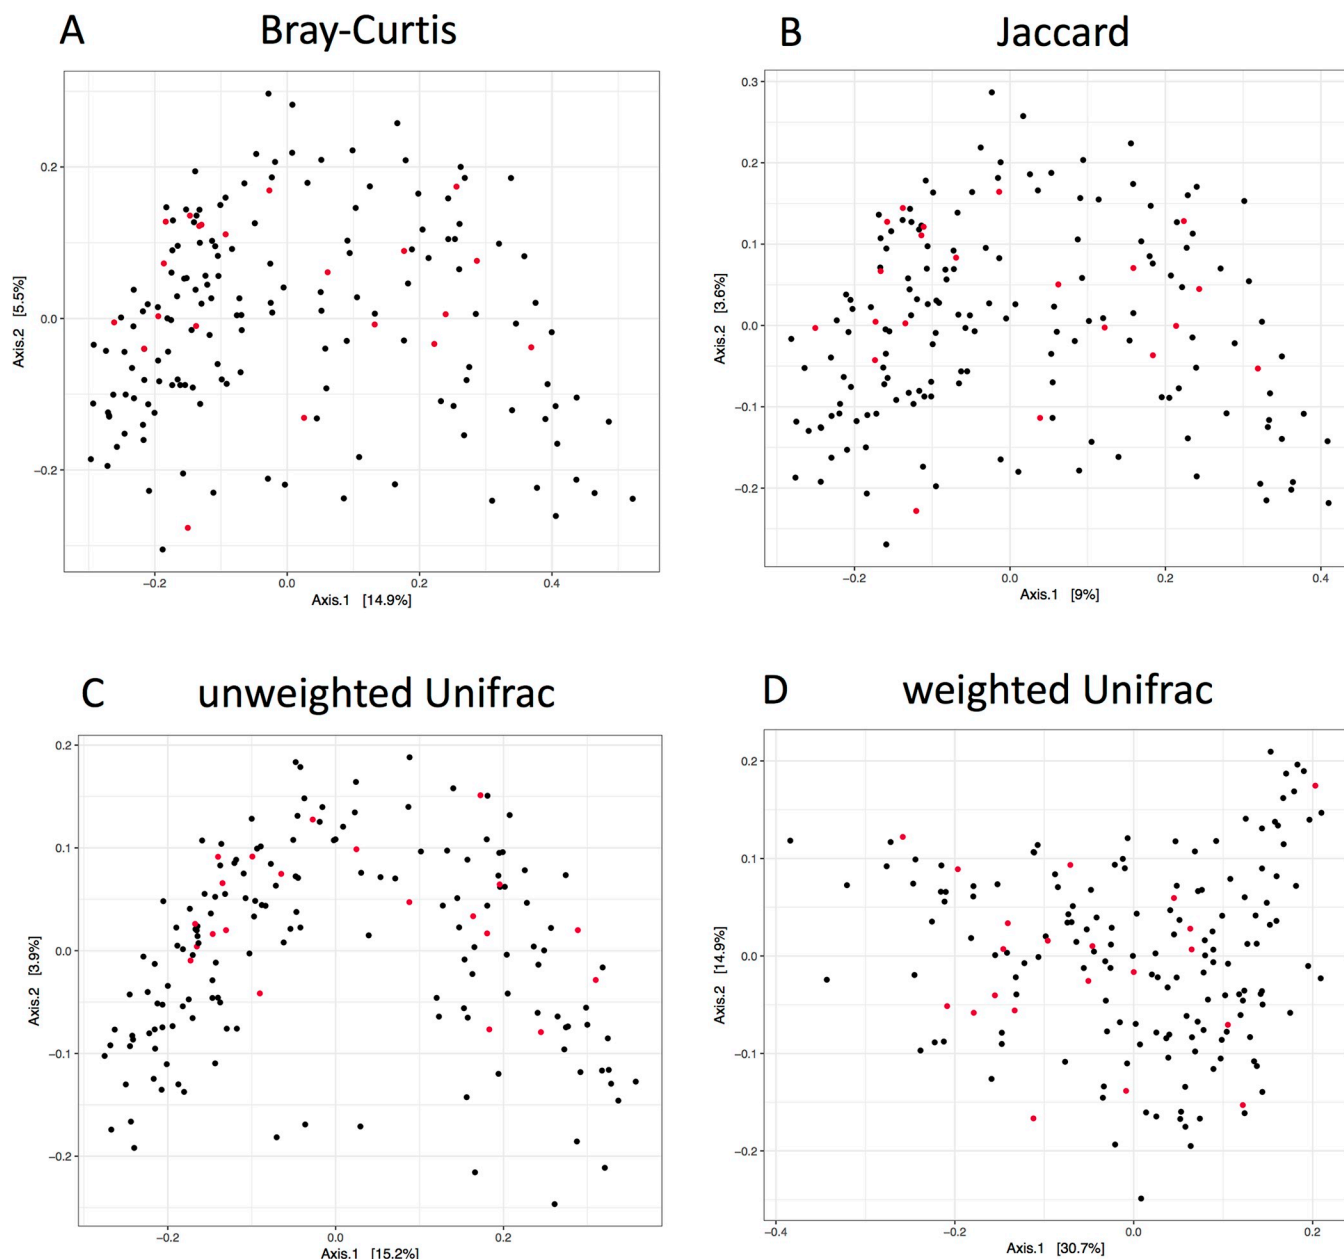 A Bray-Curtis
0.2
0.0
−0.2
Axis.2 [5.5%]
−0.2 0.0 0.2 0.4
Axis.1 [14.9%]
B Jaccard
0.3
0.2
0.1
0.0
−0.1
−0.2
Axis.2 [3.6%]
−0.2 0.0 0.2 0.4
Axis.1 [9%]
C unweighted Unifrac
0.2
0.1
0.0
−0.1
−0.2
Axis.2 [3.9%]
−0.2 0.0 0.2
Axis.1 [15.2%]
D weighted Unifrac
0.2
0.1
0.0
−0.1
−0.2
Axis.2 [14.9%]
−0.4 −0.2 0.0 0.2
Axis.1 [30.7%]